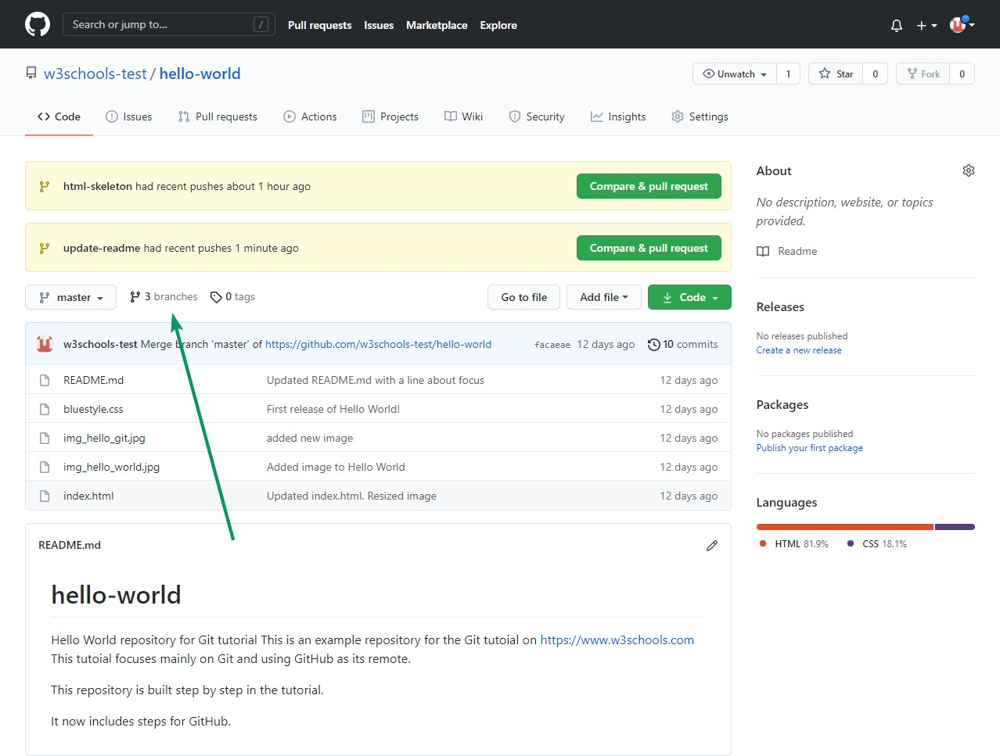 Search or jump to... /
Pull requests Issues Marketplace Explore
w3schools-test / hello-world
Unwatch 1 Star 0 Fork 0
Code Issues Pull requests Actions Projects Wiki Security Insights Settings
html-skeleton had recent pushes about 1 hour ago
Compare & pull request
update-readme had recent pushes 1 minute ago
Compare & pull request
master 3 branches 0 tags
Go to file Add file Code
w3schools-test Merge branch 'master' of https://github.com/w3schools-test/hello-world facaeae 12 days ago 10 commits
README.md Updated README.md with a line about focus 12 days ago
bluestyle.css First release of Hello World! 12 days ago
img_hello_git.jpg added new image 12 days ago
img_hello_world.jpg Added image to Hello World 12 days ago
index.html Updated index.html. Resized image 12 days ago
README.md
hello-world
Hello World repository for Git tutorial This is an example repository for the Git tutoial on https://www.w3schools.com
This tutoial focuses mainly on Git and using GitHub as its remote.
This repository is built step by step in the tutorial.
It now includes steps for GitHub.
About
No description, website, or topics
provided.
Readme
Releases
No releases published
Create a new release
Packages
No packages published
Publish your first package
Languages
HTML 81.9% CSS 18.1%